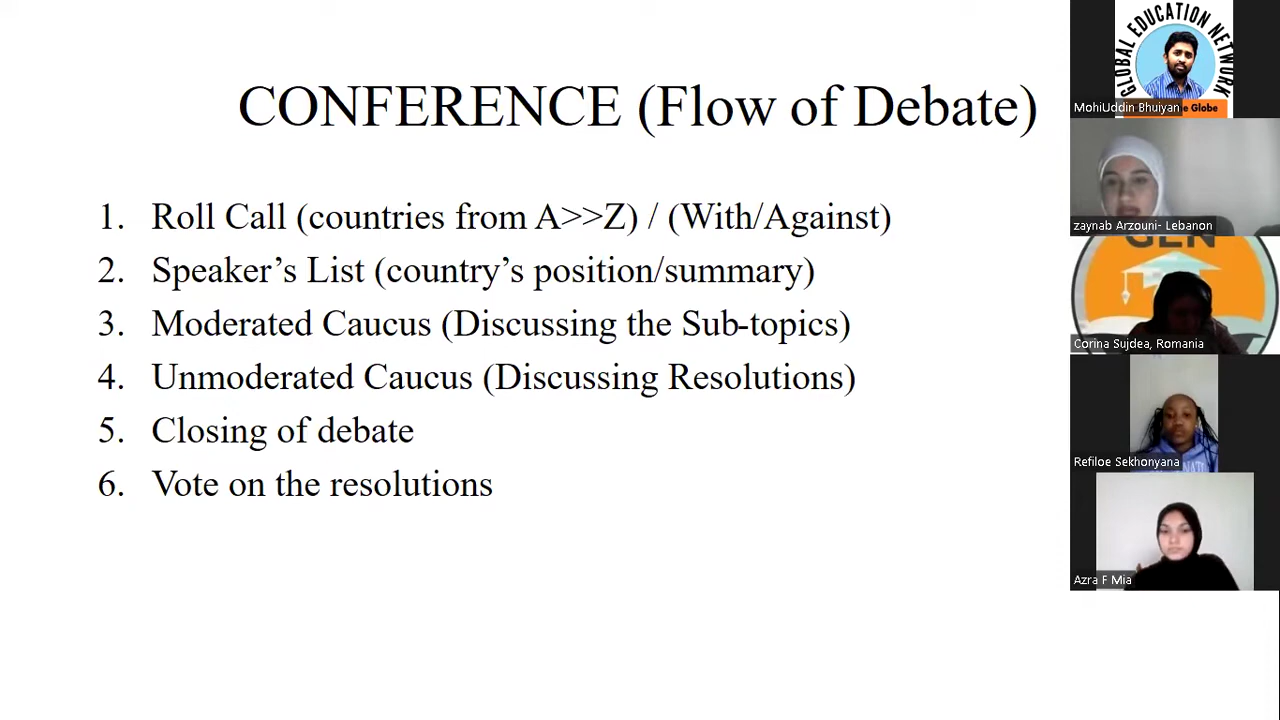 CONFERENCE (Flow of Debate)
1. Roll Call (countries from A>>Z) / (With/Against)
2. Speaker’s List (country’s position/summary)
3. Moderated Caucus (Discussing the Sub-topics)
4. Unmoderated Caucus (Discussing Resolutions)
5. Closing of debate
6. Vote on the resolutions
GLOBAL EDUCATION NETWORK
Globe
MohiUddin Bhuiyan
zaynab Arzouni- Lebanon
GEN
Corina Sujdea, Romania
Refiloe Sekhonyana
Azra F Mia